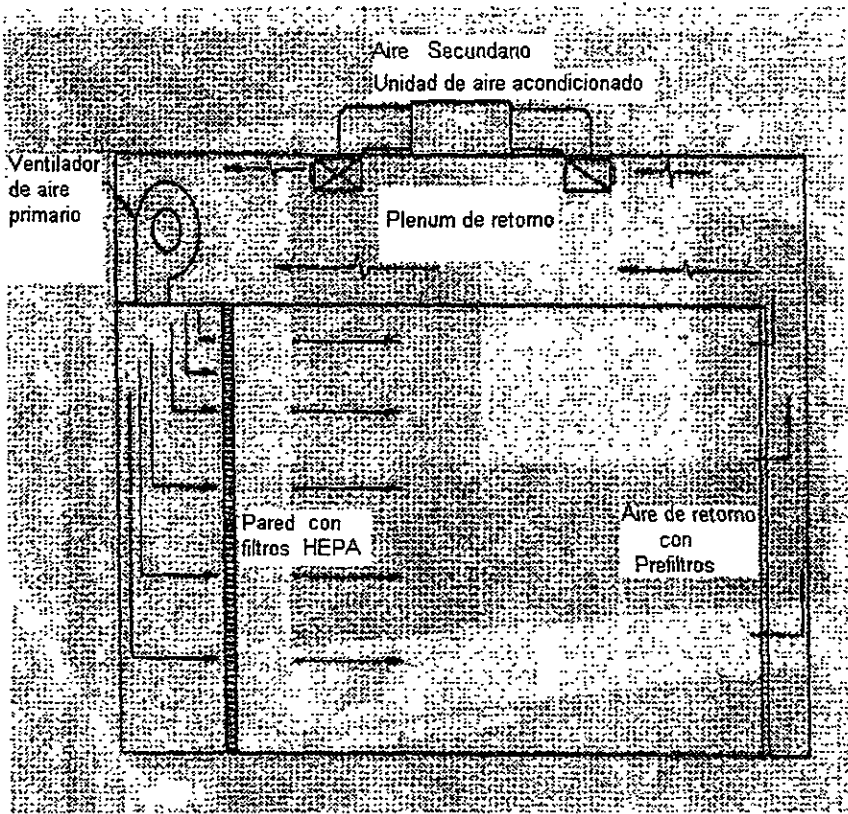 Aire Secundano
Unidad de aire acondicionado
Ventilador
de aire
primario
Plenum de retorno
Pared con
filtros HEPA
Aire de retorno
con
Prefiltros